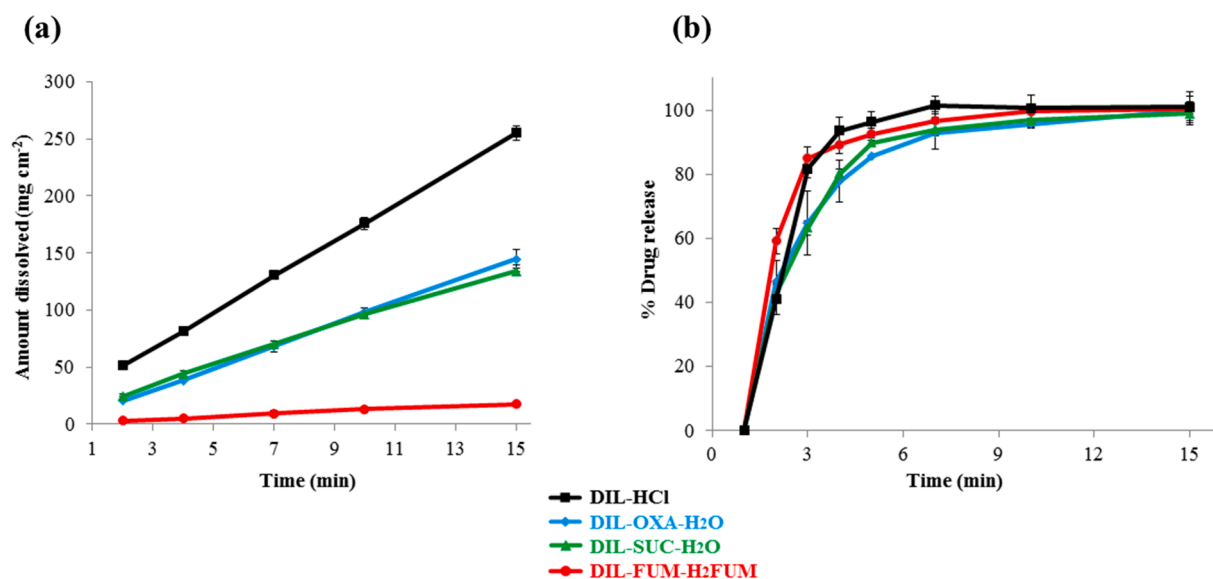 (a)
(b)
Amount dissolved (mg cm⁻²)
300
250
200
150
100
50
0
1 3 5 7 9 11 13 15
Time (min)
% Drug release
100
80
60
40
20
0
0 3 6 9 12 15
Time (min)
DIL-HCl
DIL-OXA-H₂O
DIL-SUC-H₂O
DIL-FUM-H₂FUM